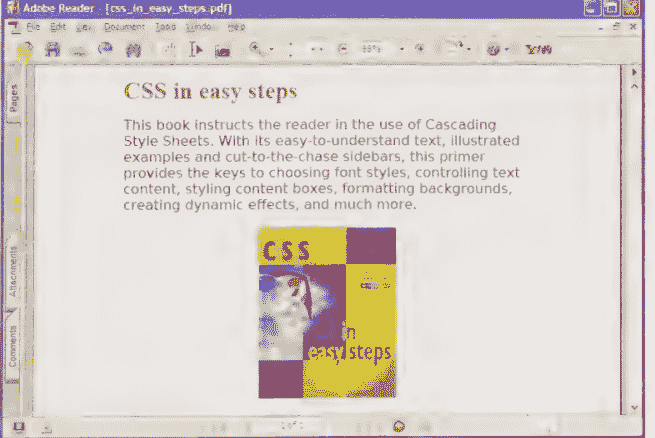 Adobe Reader - [css_in_easy_steps.pdf]
File Edit View Document Tools Window Help
Pages
CSS in easy steps
This book instructs the reader in the use of Cascading
Style Sheets. With its easy-to-understand text, illustrated
examples and cut-to-the-chase sidebars, this primer
provides the keys to choosing font styles, controlling text
content, styling content boxes, formatting backgrounds,
creating dynamic effects, and much more.
CSS
in
easy steps
Attachments
Comments
1 of 1